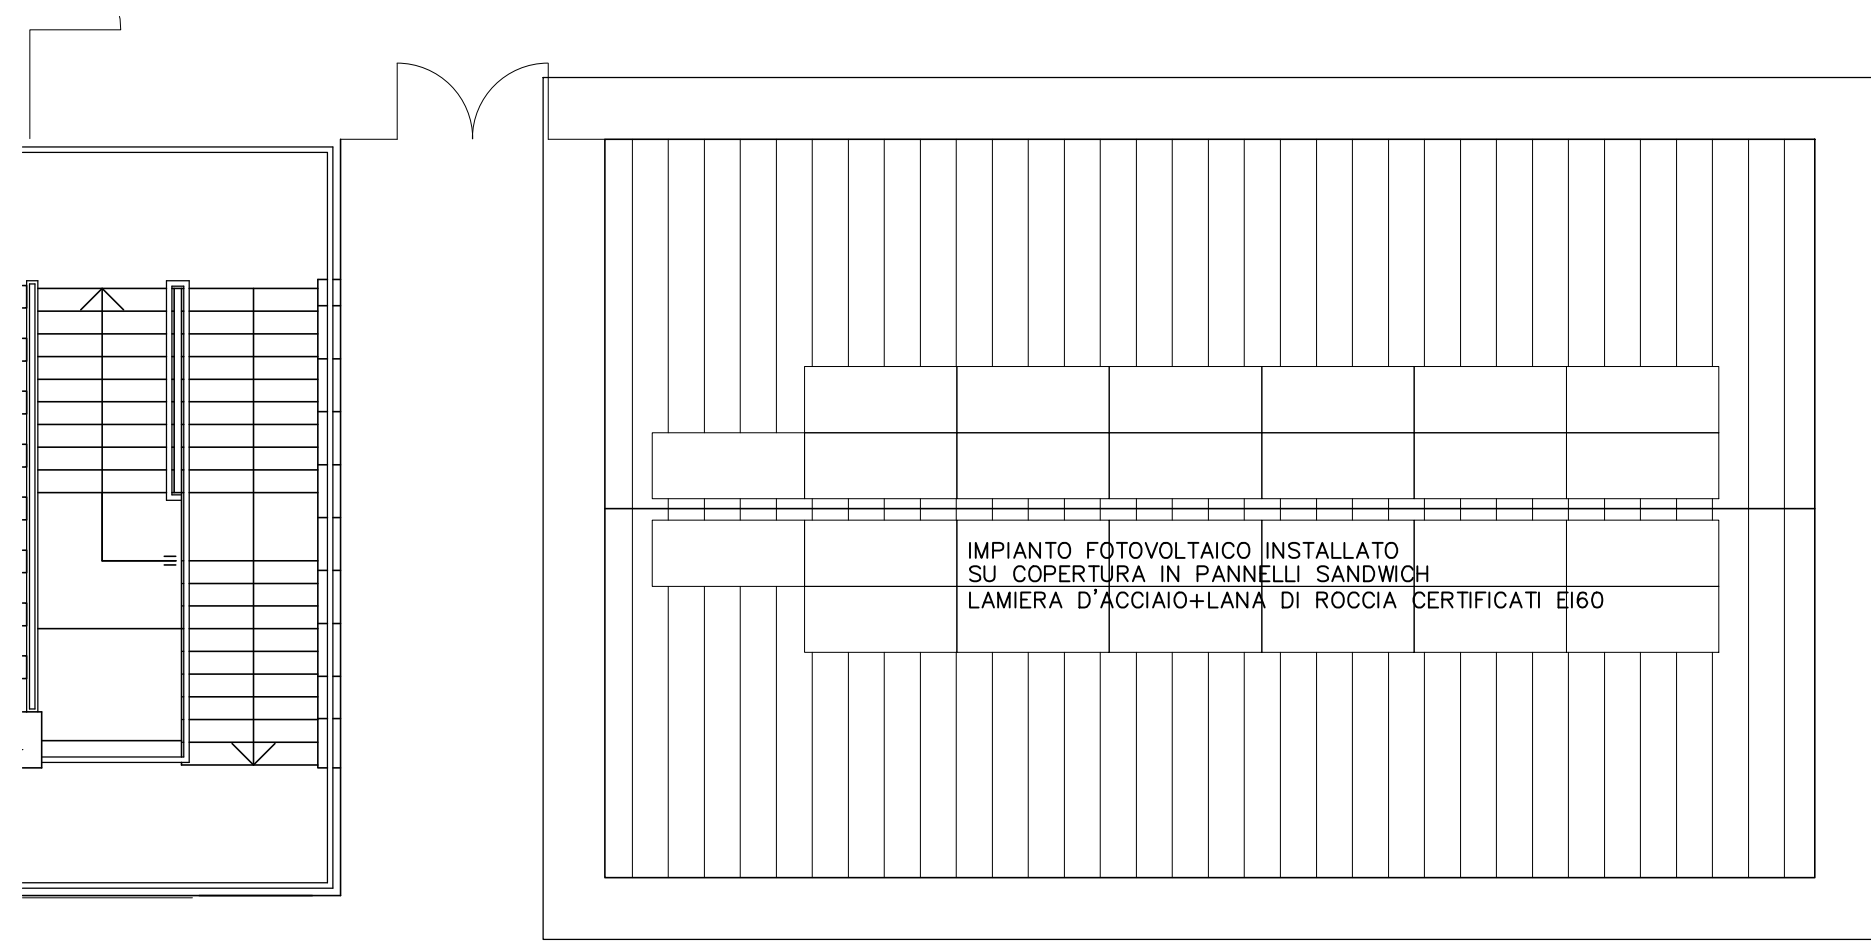 IMPIANTO FOTOVOLTAICO INSTALLATO
SU COPERTURA IN PANNELLI SANDWICH
LAMIERA D'ACCIAIO+LANA DI ROCCIA CERTIFICATI EI60